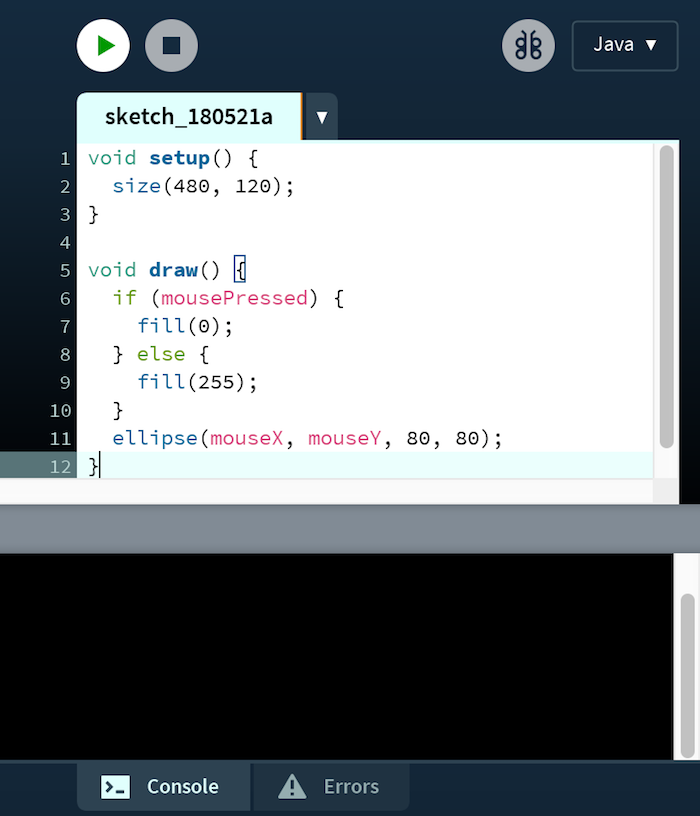 Java ▼
sketch_180521a ▼
1 void setup() {
2   size(480, 120);
3 }
4
5 void draw() {
6   if (mousePressed) {
7     fill(0);
8   } else {
9     fill(255);
10   }
11   ellipse(mouseX, mouseY, 80, 80);
12 }
Console
Errors